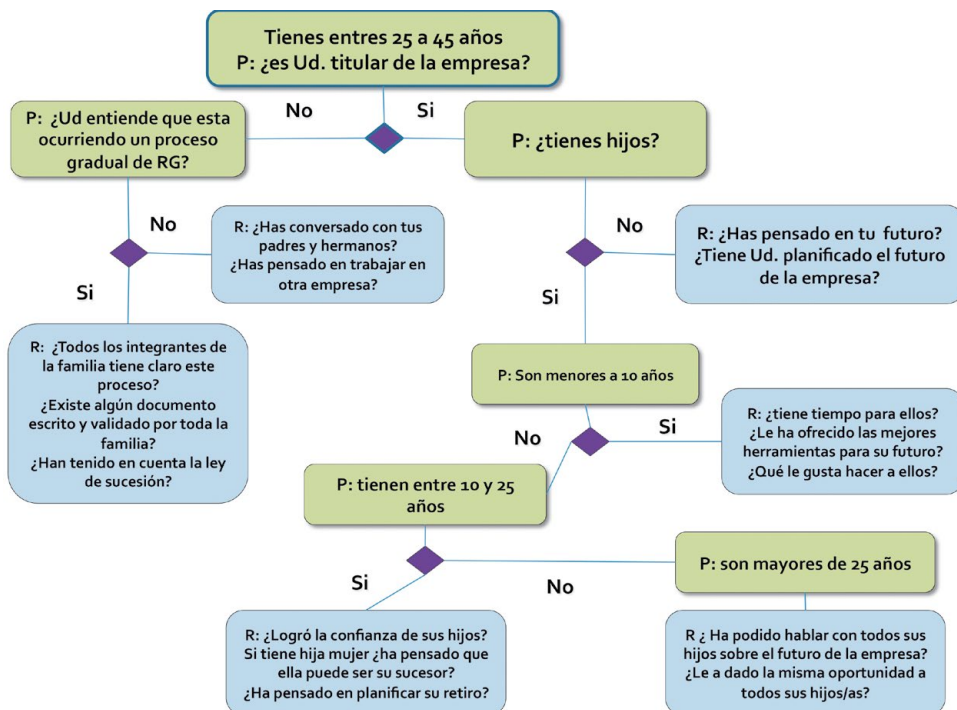 Tienes entres 25 a 45 años
P: ¿es Ud. titular de la empresa?
No
Si
P: ¿Ud entiende que esta
ocurriendo un proceso
gradual de RG?
P: ¿tienes hijos?
No
R: ¿Has conversado con tus
padres y hermanos?
¿Has pensado en trabajar en
otra empresa?
No
R: ¿Has pensado en tu futuro?
¿Tiene Ud. planificado el futuro
de la empresa?
Si
Si
R: ¿Todos los integrantes de
la familia tiene claro este
proceso?
¿Existe algún documento
escrito y validado por toda la
familia?
¿Han tenido en cuenta la ley
de sucesión?
P: Son menores a 10 años
No
Si
R: ¿tiene tiempo para ellos?
¿Le ha ofrecido las mejores
herramientas para su futuro?
¿Qué le gusta hacer a ellos?
P: tienen entre 10 y 25
años
Si
No
P: son mayores de 25 años
R: ¿Logró la confianza de sus hijos?
Si tiene hija mujer ¿ha pensado que
ella puede ser su sucesor?
¿Ha pensado en planificar su retiro?
R ¿ Ha podido hablar con todos sus
hijos sobre el futuro de la empresa?
¿Le a dado la misma oportunidad a
todos sus hijos/as?